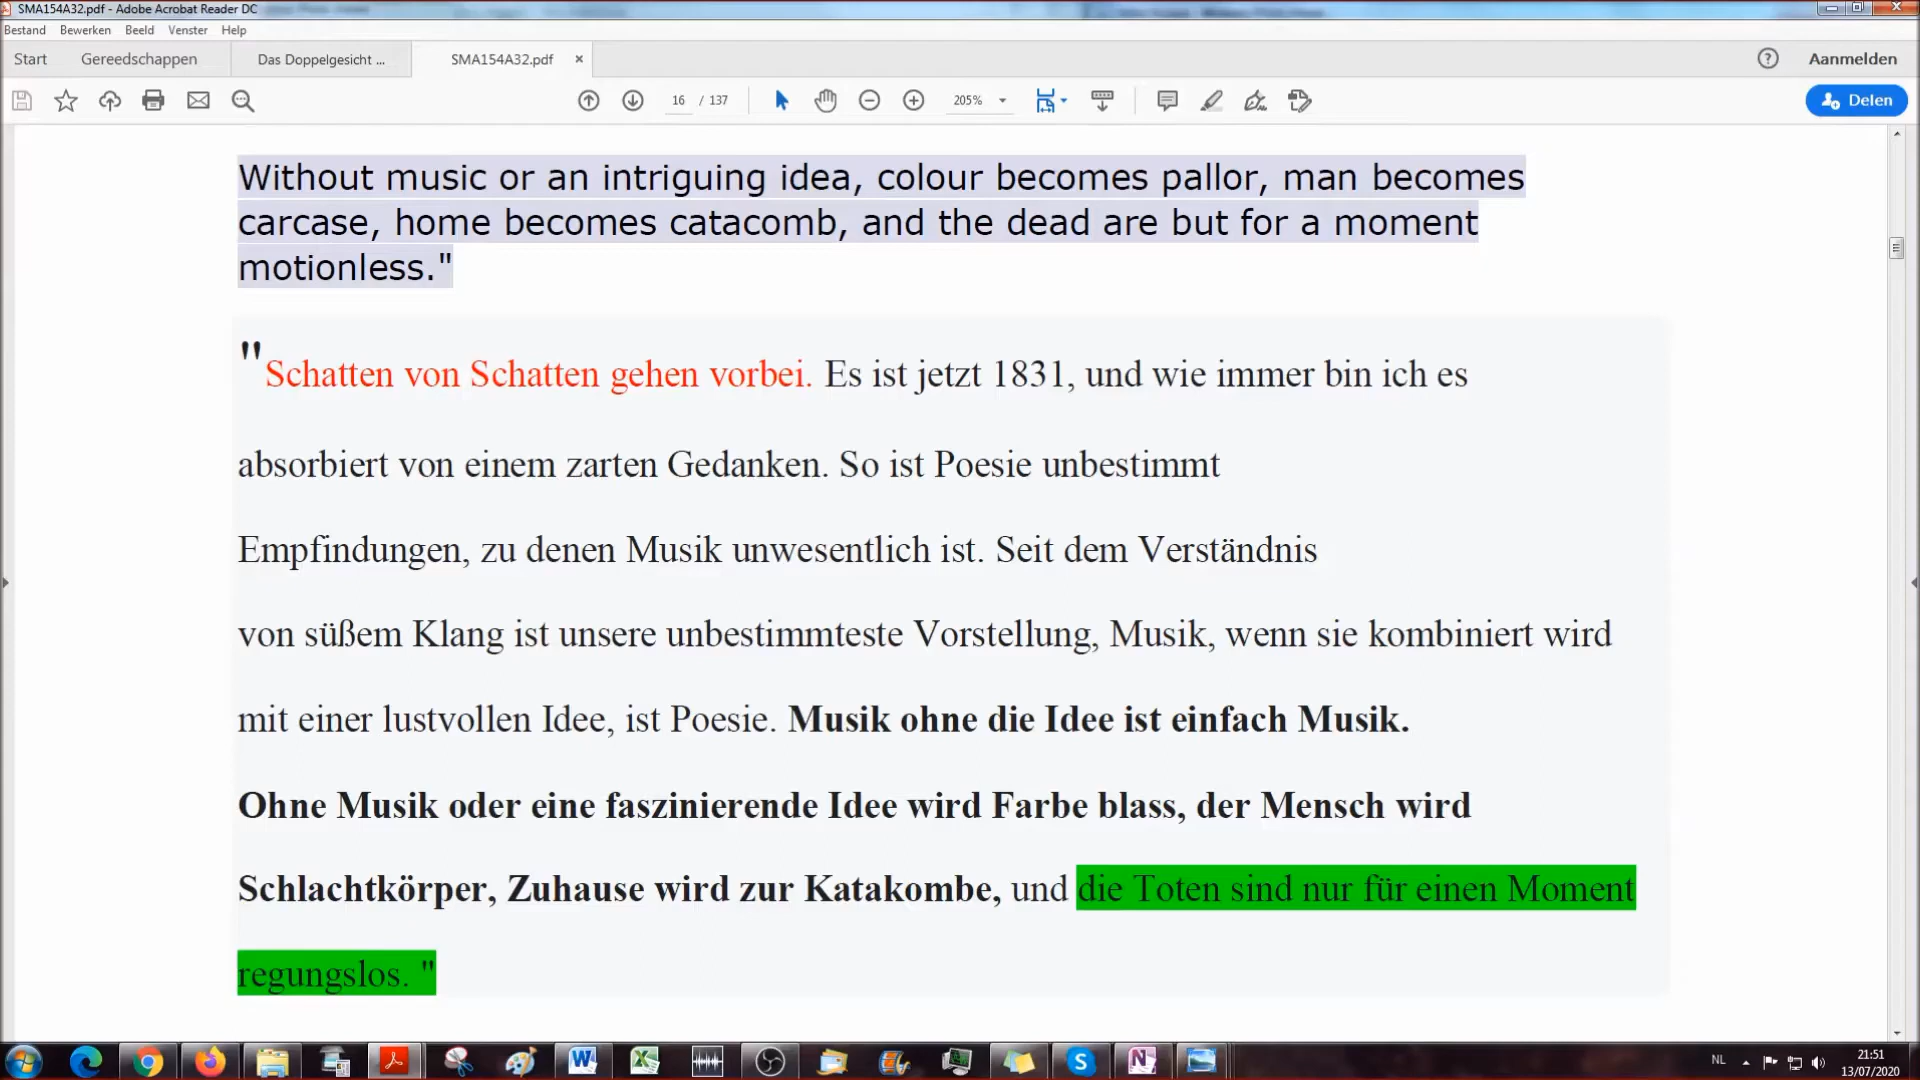 SMA154A32.pdf - Adobe Acrobat Reader DC
Bestand Bewerken Beeld Venster Help
Start Gereedschappen Das Doppelgesicht ... SMA154A32.pdf × Aanmelden
16 / 137 205% Delen
Without music or an intriguing idea, colour becomes pallor, man becomes
carcase, home becomes catacomb, and the dead are but for a moment
motionless."
"Schatten von Schatten gehen vorbei. Es ist jetzt 1831, und wie immer bin ich es
absorbiert von einem zarten Gedanken. So ist Poesie unbestimmt
Empfindungen, zu denen Musik unwesentlich ist. Seit dem Verständnis
von süßem Klang ist unsere unbestimmteste Vorstellung, Musik, wenn sie kombiniert wird
mit einer lustvollen Idee, ist Poesie. Musik ohne die Idee ist einfach Musik.
Ohne Musik oder eine faszinierende Idee wird Farbe blass, der Mensch wird
Schlachtkörper, Zuhause wird zur Katakombe, und die Toten sind nur für einen Moment
regungslos. "
NL 21:51
13/07/2020